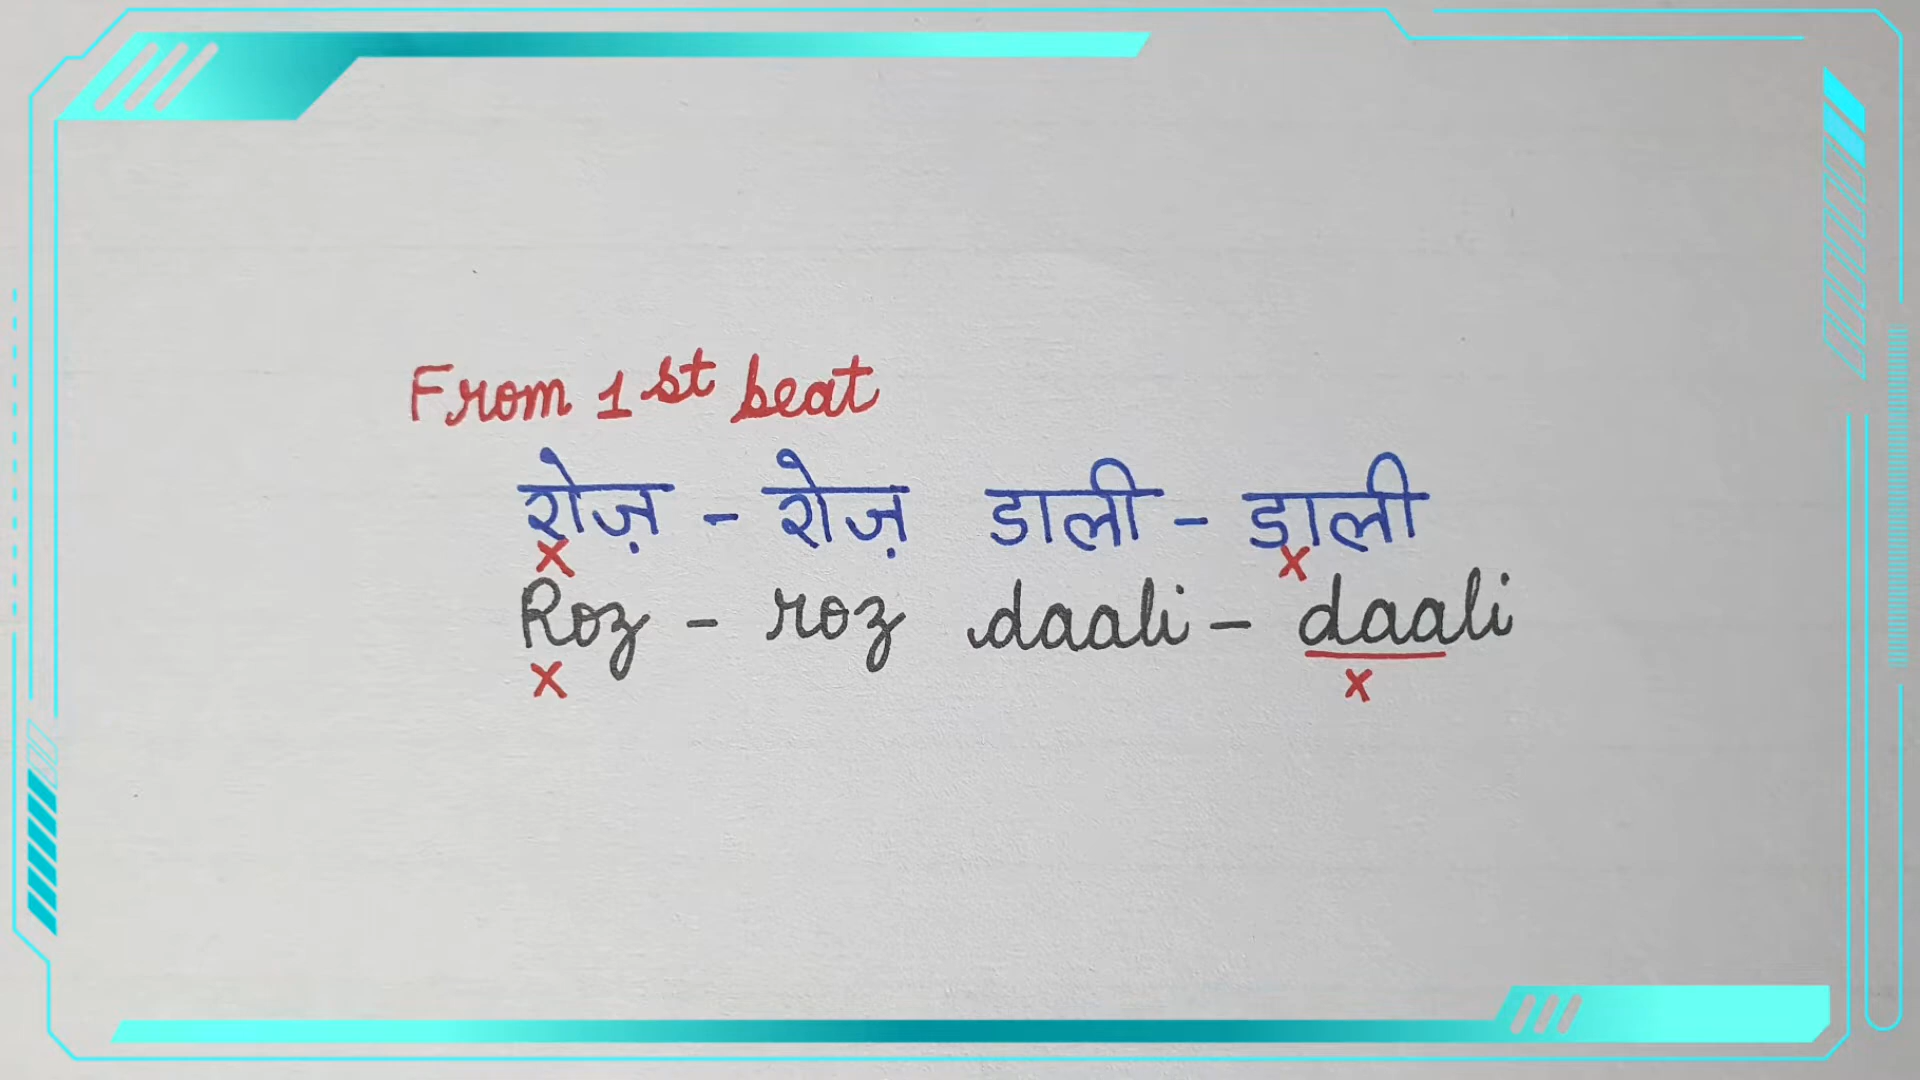 From 1st beat
रोज़ - रोज़ डाली - डाली
x x
Roz - roz daali - daali
x x